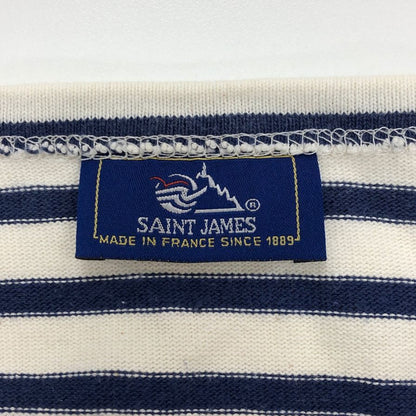 ®
SAINT JAMES
MADE IN FRANCE SINCE 1889